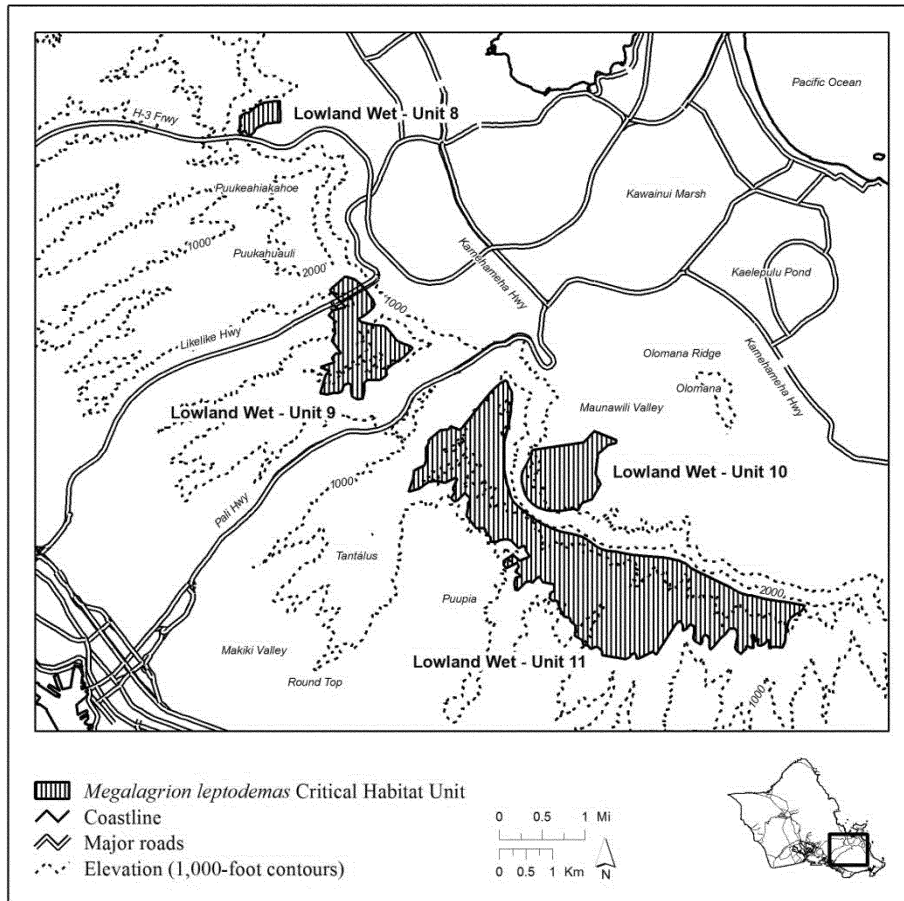 Pacific Ocean
H-3 Frwy
Lowland Wet - Unit 8
Puukeahiakahoe
Kawainui Marsh
1000
Puukahuauli
2000
Kamehameha Hwy
Kaelepulu Pond
1000
Likelike Hwy
Olomana Ridge
Kamehameha Hwy
Olomana
Lowland Wet - Unit 9
Maunawili Valley
Lowland Wet - Unit 10
1000
Pali Hwy
Tantalus
2000
Puupia
Makiki Valley
Lowland Wet - Unit 11
Round Top
1000
Megalagrion leptodemas Critical Habitat Unit
Coastline
Major roads
Elevation (1,000-foot contours)
0 0.5 1 Mi
0 0.5 1 Km
N